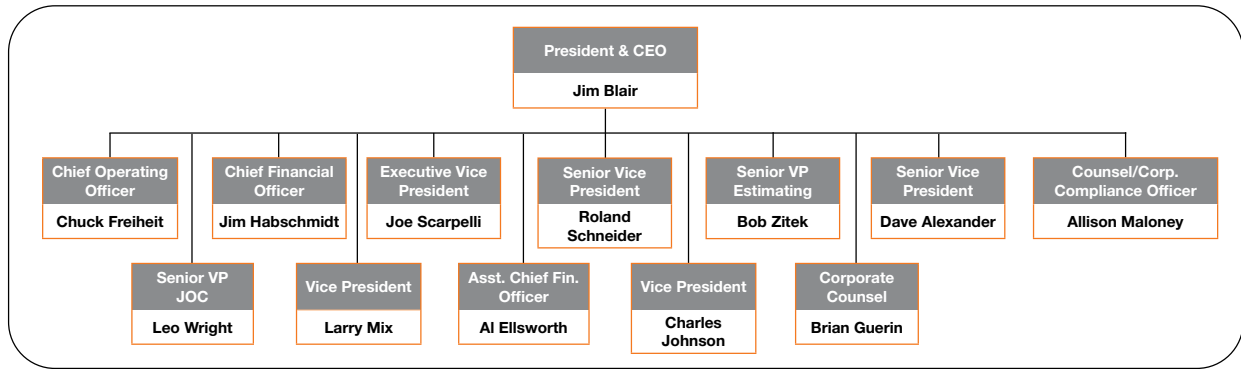 President & CEO
Jim Blair
Chief Operating
Officer
Chuck Freiheit
Chief Financial
Officer
Jim Habschmidt
Executive Vice
President
Joe Scarpelli
Senior Vice
President
Roland
Schneider
Senior VP
Estimating
Bob Zitek
Senior Vice
President
Dave Alexander
Counsel/Corp.
Compliance Officer
Allison Maloney
Senior VP
JOC
Leo Wright
Vice President
Larry Mix
Asst. Chief Fin.
Officer
Al Ellsworth
Vice President
Charles
Johnson
Corporate
Counsel
Brian Guerin